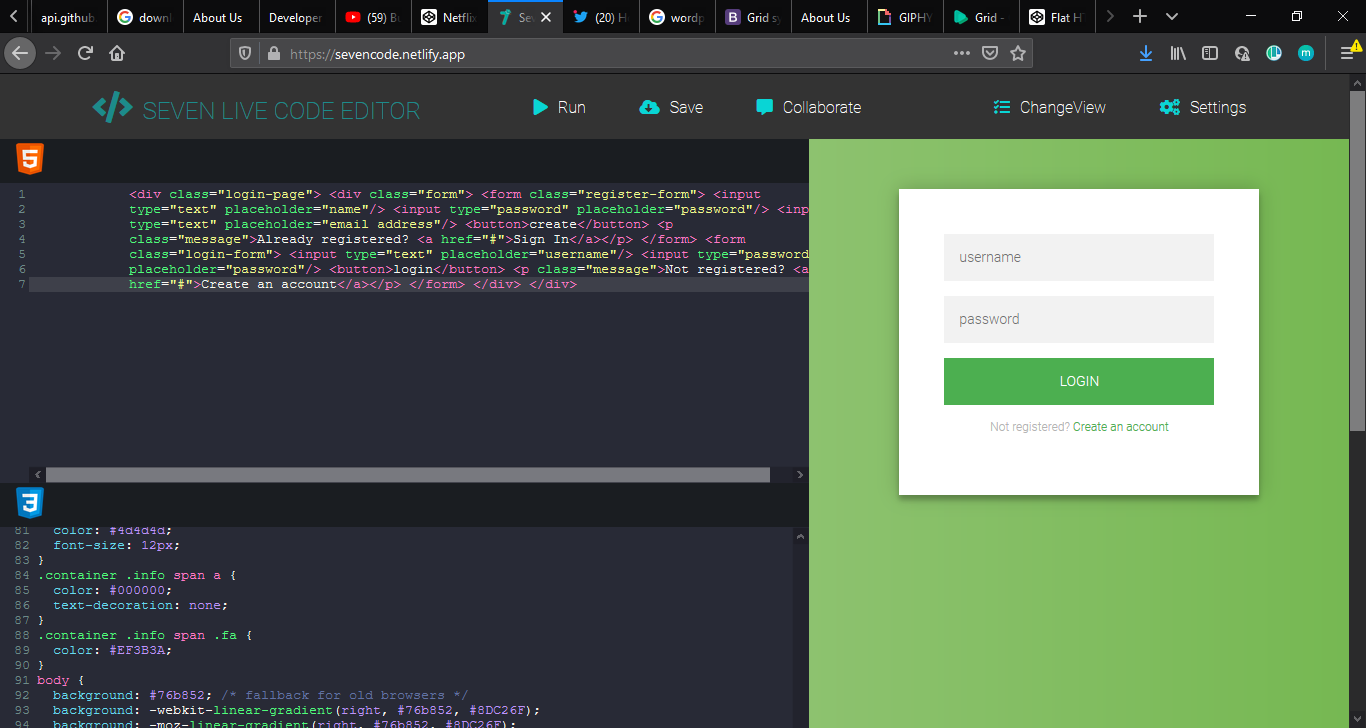 api.github. downl About Us Developer (59) B Netflix Se (20) H wordp Grid sy About Us GIPHY Grid - Flat HT
https://sevencode.netlify.app
</> SEVEN LIVE CODE EDITOR Run Save Collaborate ChangeView Settings
5
1 <div class="login-page"> <div class="form"> <form class="register-form"> <input
2 type="text" placeholder="name"/> <input type="password" placeholder="password"/> <inp
3 type="text" placeholder="email address"/> <button>create</button> <p
4 class="message">Already registered? <a href="#">Sign In</a></p> </form> <form
5 class="login-form"> <input type="text" placeholder="username"/> <input type="password
6 placeholder="password"/> <button>login</button> <p class="message">Not registered? <a
7 href="#">Create an account</a></p> </form> </div> </div>
username
password
LOGIN
Not registered? Create an account
3
81 color: #4d4d4d;
82 font-size: 12px;
83 }
84 .container .info span a {
85 color: #000000;
86 text-decoration: none;
87 }
88 .container .info span .fa {
89 color: #EF3B3A;
90 }
91 body {
92 background: #76b852; /* fallback for old browsers */
93 background: -webkit-linear-gradient(right, #76b852, #8DC26F);
94 background: -moz-linear-gradient(right, #76b852, #8DC26F);